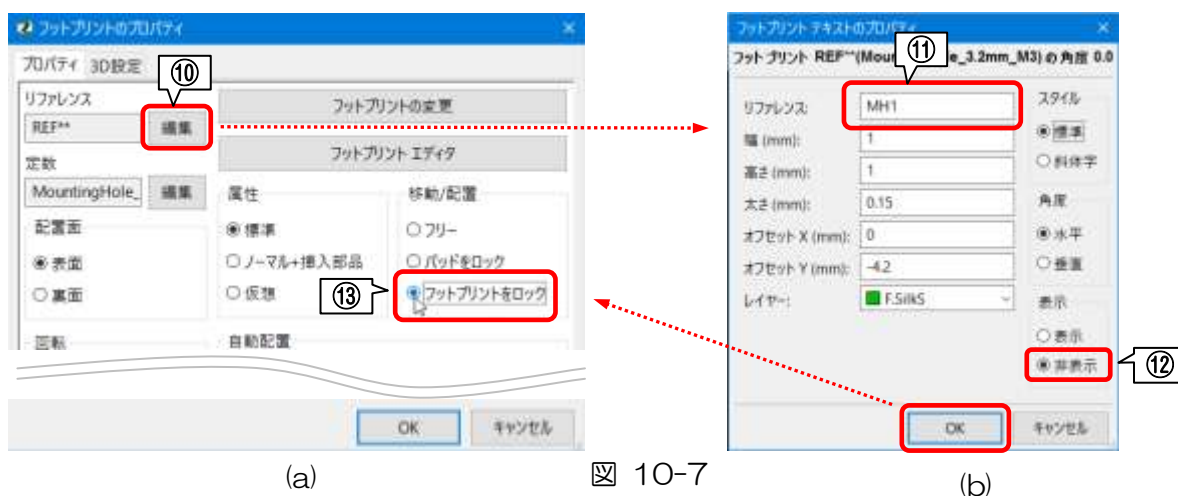 フットプリントのプロパティ
プロパティ 3D設定
⑩
リファレンス
REF**
編集
フットプリントの変更
定数
フットプリント エディタ
MountingHole_
編集
配置面
表面
裏面
属性
標準
ノーマル+挿入部品
仮想
移動/配置
フリー
パッドをロック
フットプリントをロック
⑬
回転
自動配置
OK
キャンセル
(a)
フットプリント テキストのプロパティ
フットプリント REF**(Moun e_3.2mm_M3) の角度 0.0
⑪
リファレンス:
MH1
幅 (mm):
1
高さ (mm):
1
太さ (mm):
0.15
オフセット X (mm):
0
オフセット Y (mm):
-4.2
レイヤー:
F.SilkS
スタイル
標準
斜体字
角度
水平
垂直
表示
表示
非表示
⑫
OK
キャンセル
(b)
図 10-7